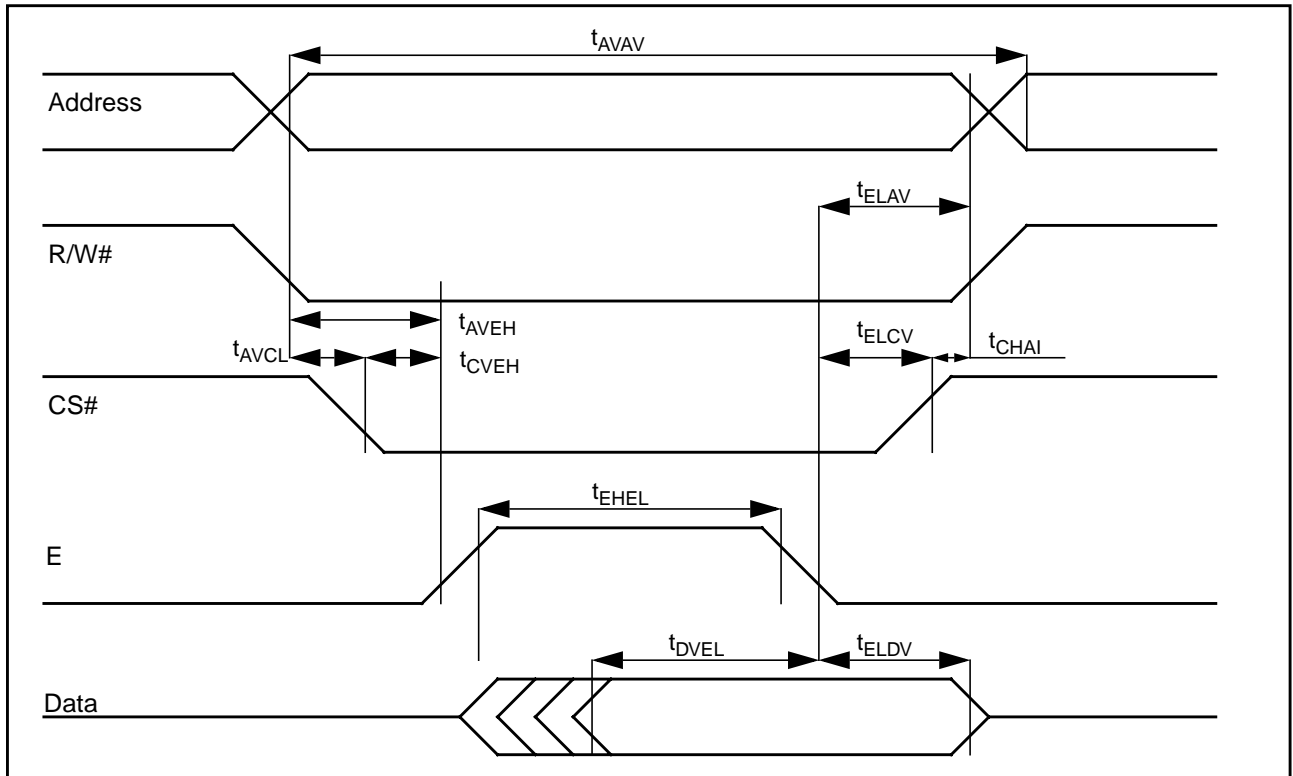 tAVAV
Address
tELAV
R/W#
tAVEH
tELCV
tCHAI
tAVCL
tCVEH
CS#
tEHEL
E
tDVEL
tELDV
Data